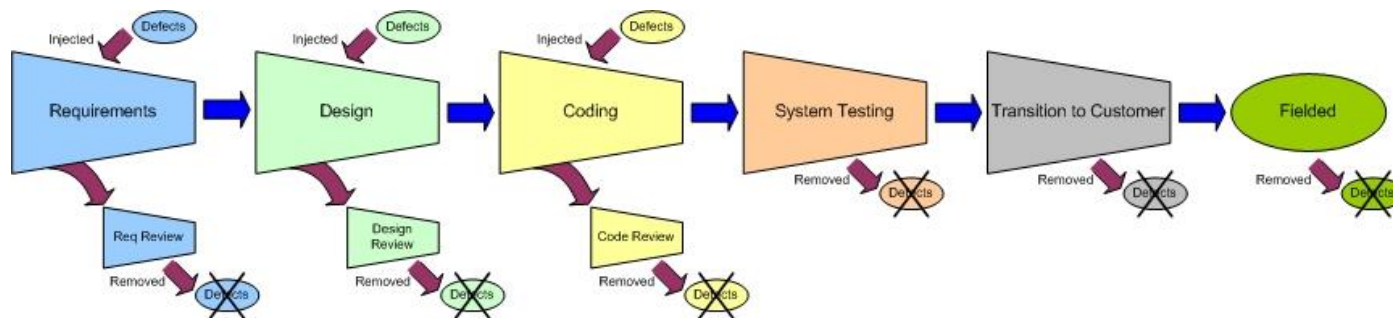 Defects
Injected
Requirements
Req Review
Removed
Defects
Defects
Injected
Design
Design
Review
Removed
Defects
Defects
Injected
Coding
Code Review
Removed
Defects
System Testing
Removed
Defects
Transition to Customer
Removed
Defects
Fielded
Removed
Defects